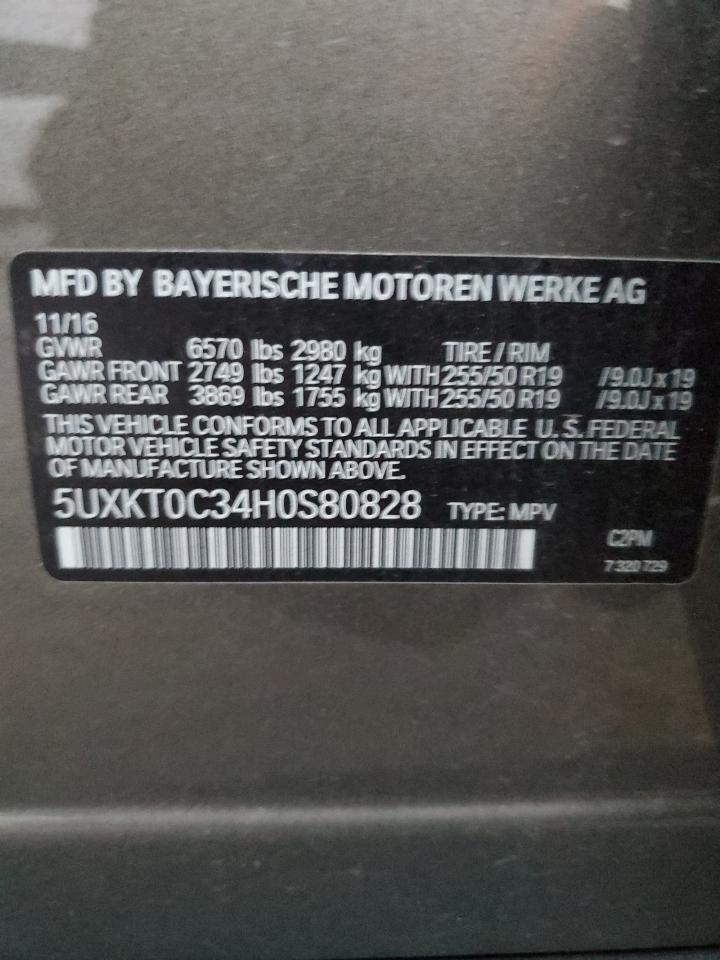 MFD BY BAYERISCHE MOTOREN WERKE AG
11/16
GVWR 6570 lbs 2980 kg TIRE / RIM
GAWR FRONT 2749 lbs 1247 kg WITH 255/50 R19 /9.0J x 19
GAWR REAR 3869 lbs 1755 kg WITH 255/50 R19 /9.0J x 19
THIS VEHICLE CONFORMS TO ALL APPLICABLE U.S. FEDERAL
MOTOR VEHICLE SAFETY STANDARDS IN EFFECT ON THE DATE
OF MANUFACTURE SHOWN ABOVE.
5UXKT0C34H0S80828 TYPE: MPV
C2PM
7 320 729